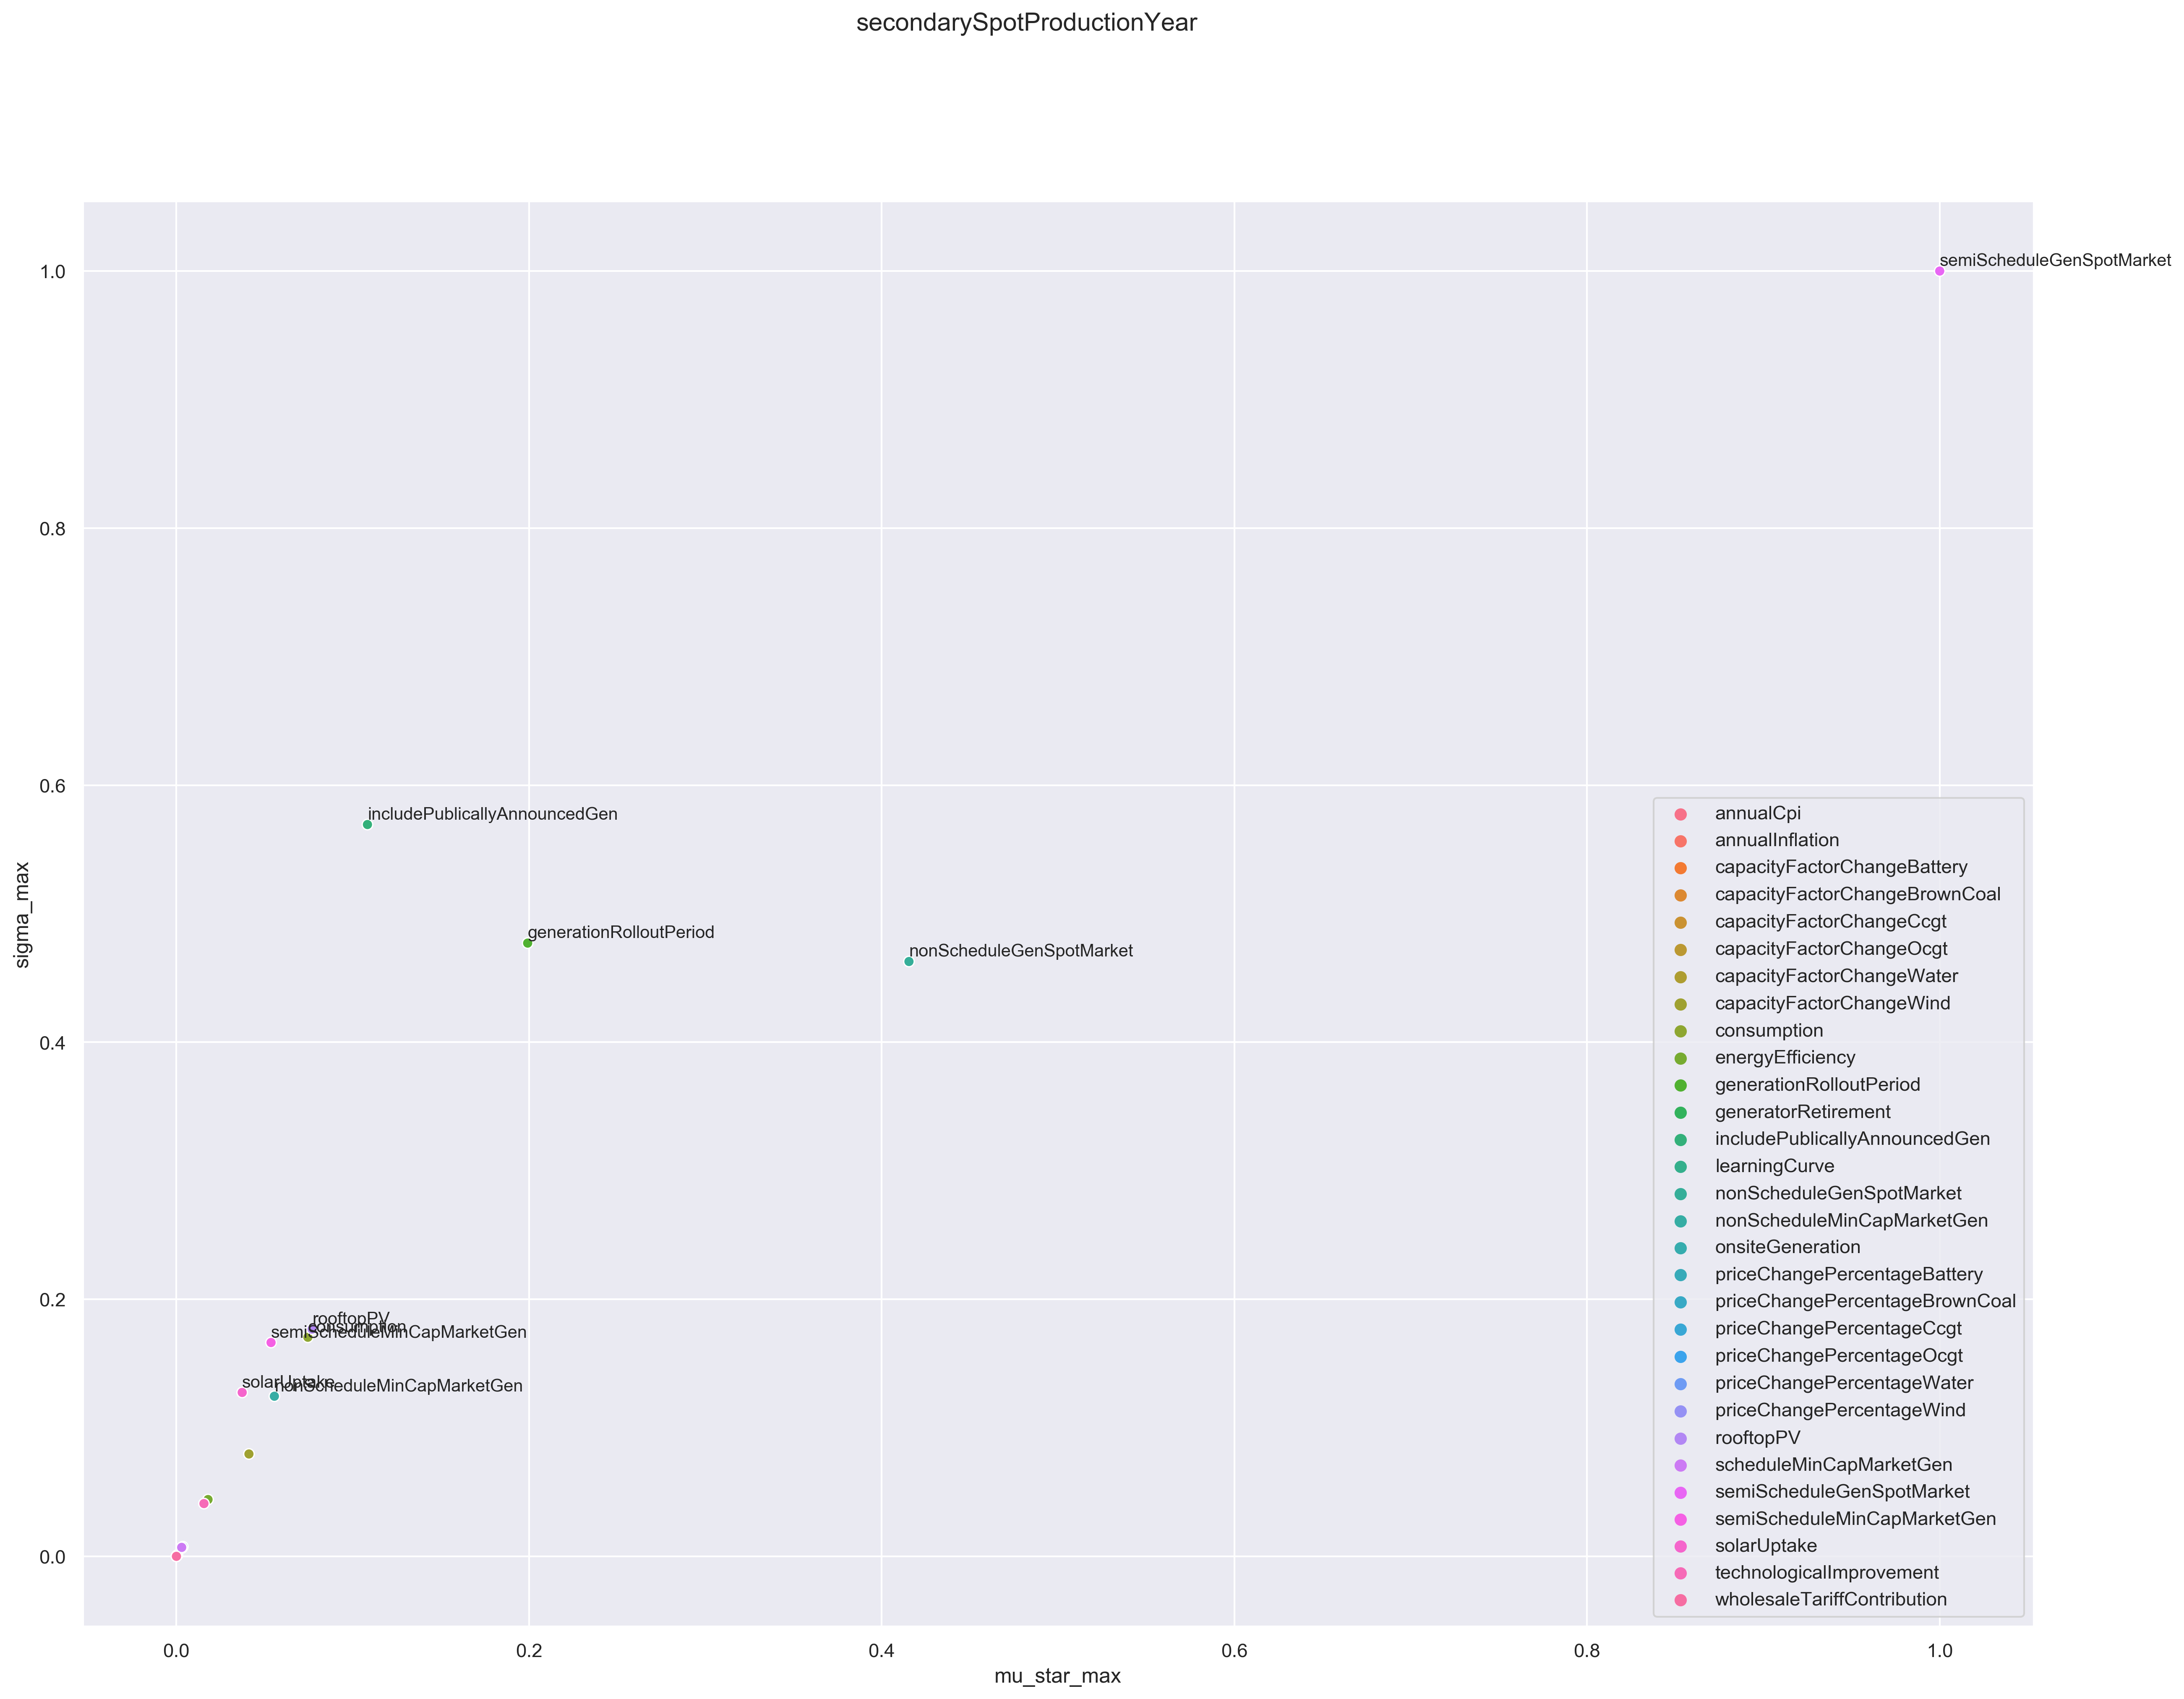 secondarySpotProductionYear
semiScheduleGenSpotMarket
includePublicallyAnnouncedGen
generationRolloutPeriod
nonScheduleGenSpotMarket
rooftopPV
consumption
semiScheduleMinCapMarketGen
solarUptake
nonScheduleMinCapMarketGen
sigma_max
1.0
0.8
0.6
0.4
0.2
0.0
0.0
0.2
0.4
0.6
0.8
1.0
mu_star_max
annualCpi
annualInflation
capacityFactorChangeBattery
capacityFactorChangeBrownCoal
capacityFactorChangeCcgt
capacityFactorChangeOcgt
capacityFactorChangeWater
capacityFactorChangeWind
consumption
energyEfficiency
generationRolloutPeriod
generatorRetirement
includePublicallyAnnouncedGen
learningCurve
nonScheduleGenSpotMarket
nonScheduleMinCapMarketGen
onsiteGeneration
priceChangePercentageBattery
priceChangePercentageBrownCoal
priceChangePercentageCcgt
priceChangePercentageOcgt
priceChangePercentageWater
priceChangePercentageWind
rooftopPV
scheduleMinCapMarketGen
semiScheduleGenSpotMarket
semiScheduleMinCapMarketGen
solarUptake
technologicalImprovement
wholesaleTariffContribution